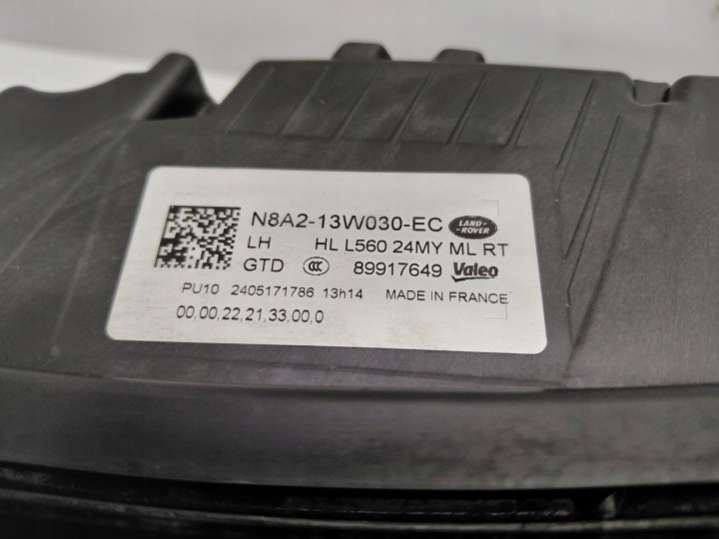 N8A2-13W030-EC LAND-ROVER
LH HL L560 24MY ML RT
GTD CCC 89917649 Valeo
PU10 2405171786 13h14 MADE IN FRANCE
00,00,22,21,33,00,0